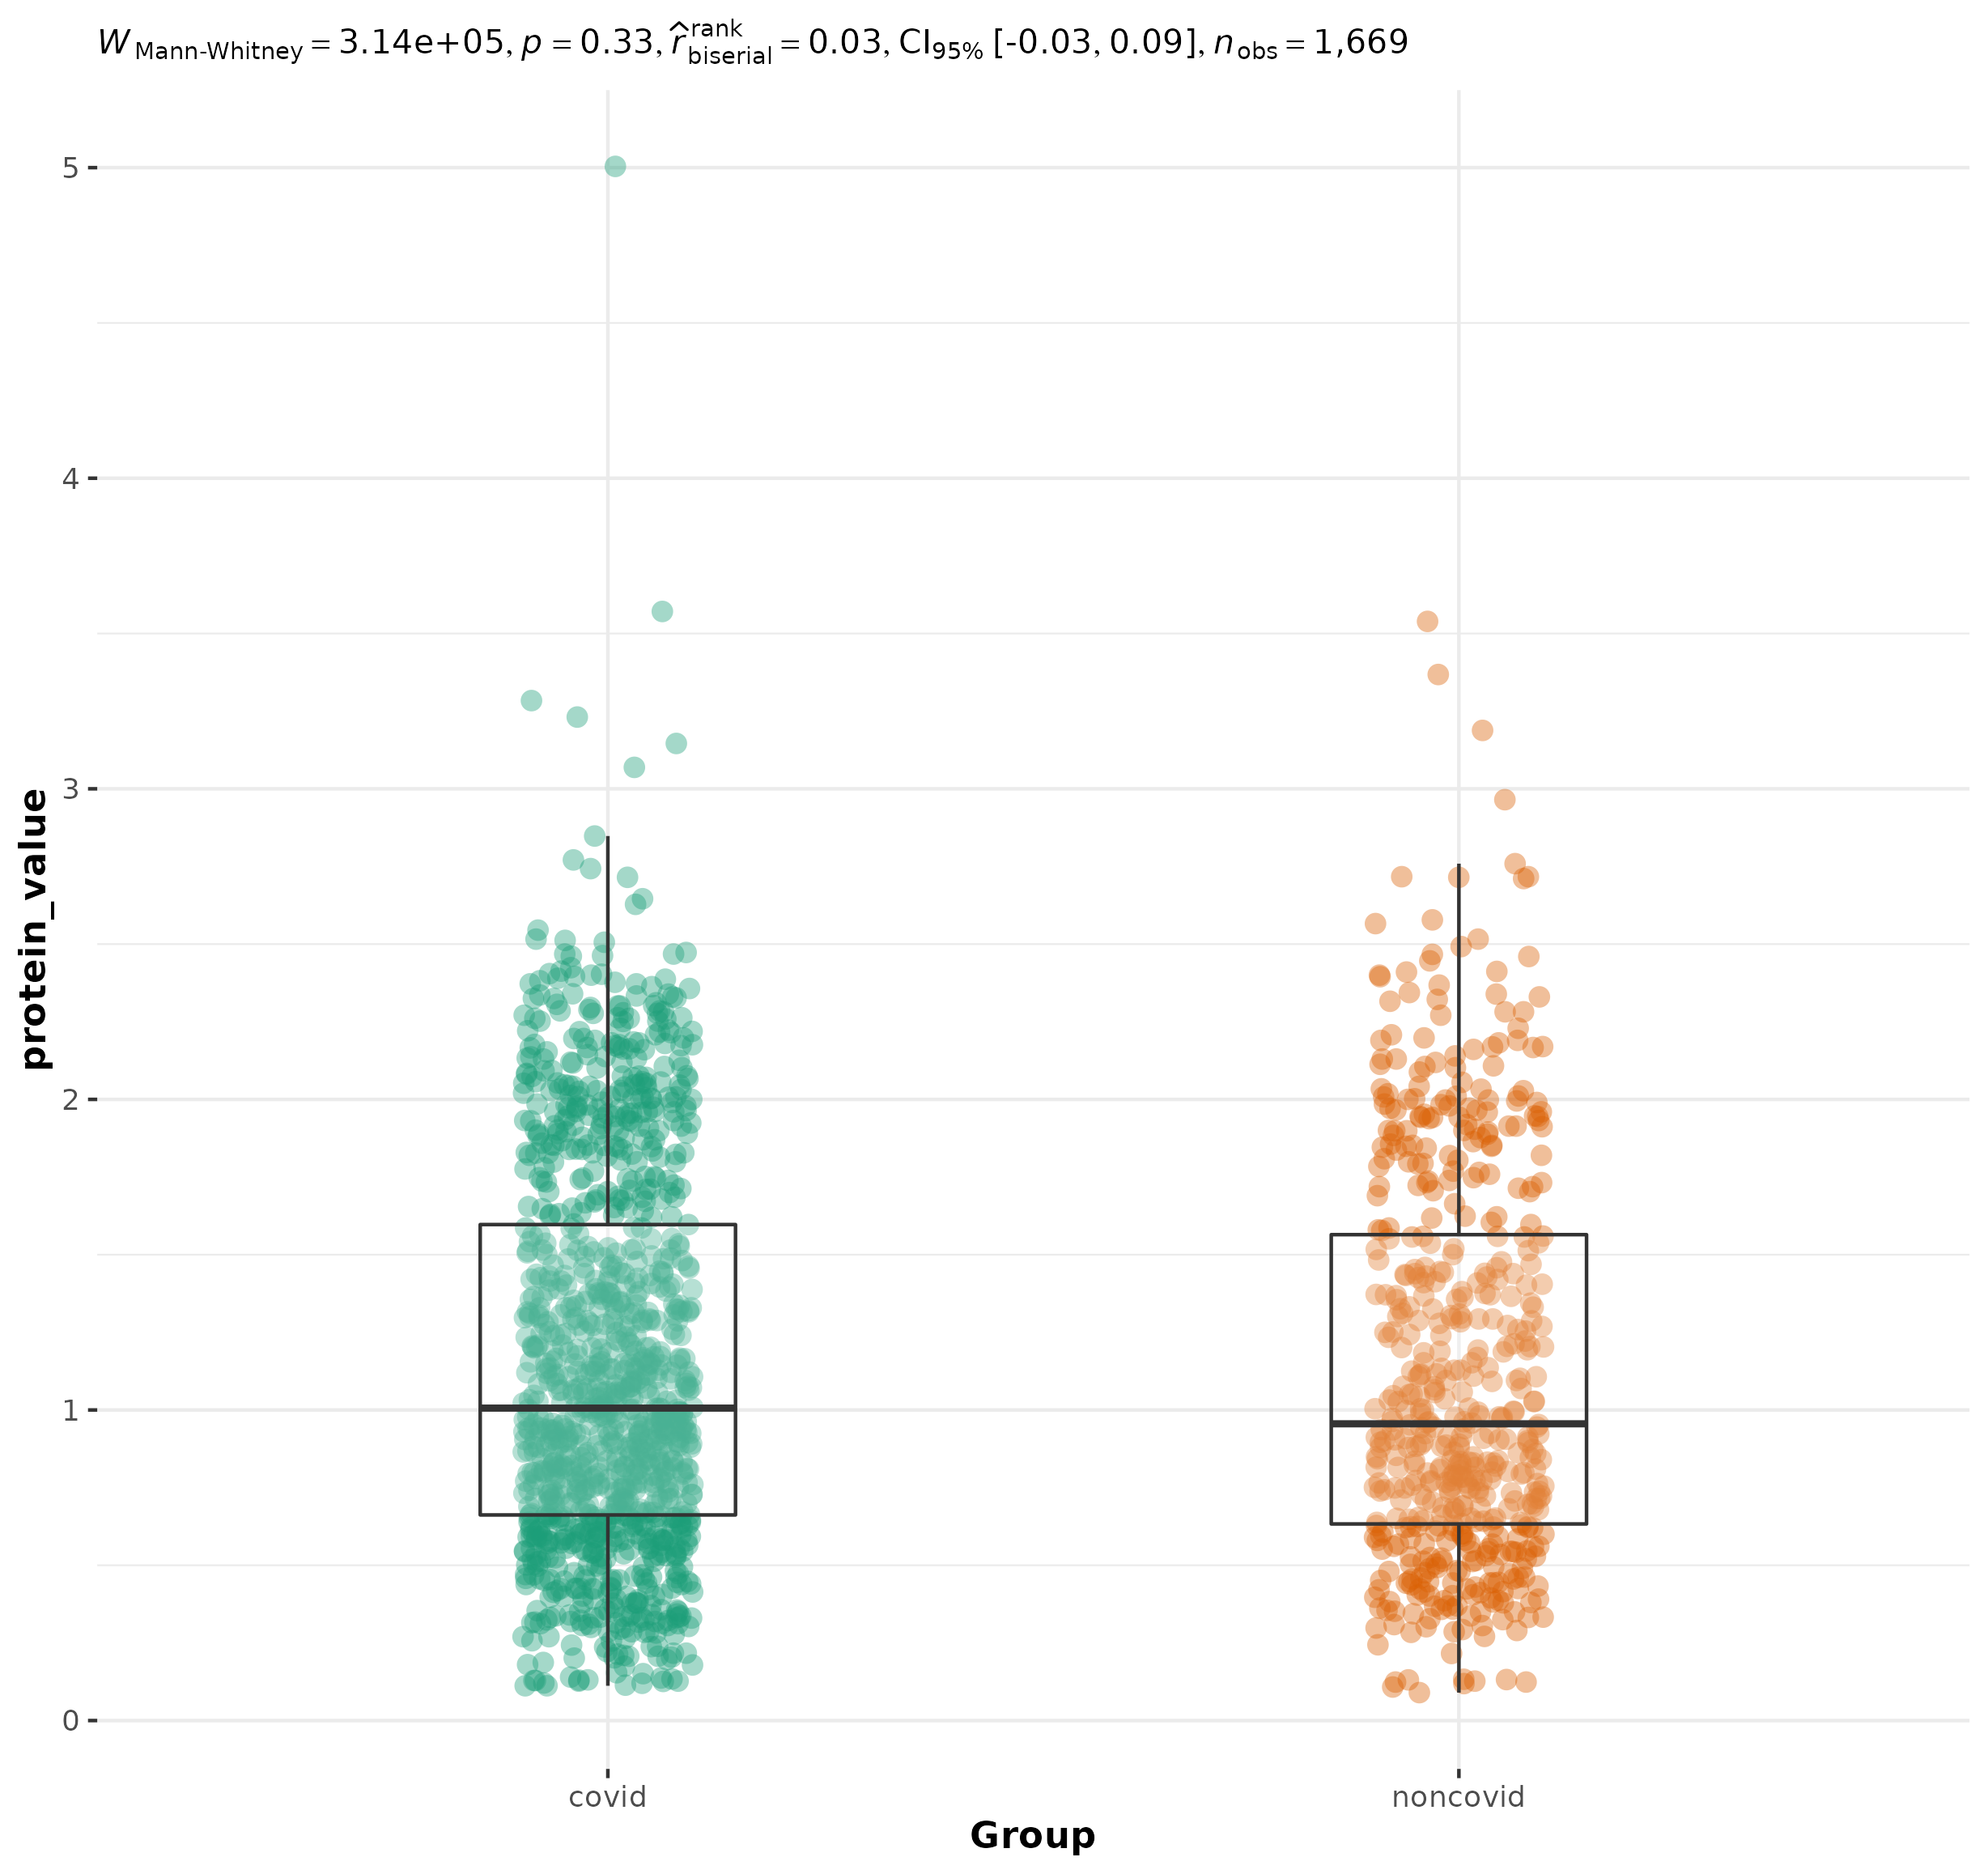 W Mann-Whitney = 3.14e+05, p = 0.33, r̂ rank biserial = 0.03, CI95% [-0.03, 0.09], n obs = 1,669
5
4
3
2
1
0
protein_value
covid noncovid
Group